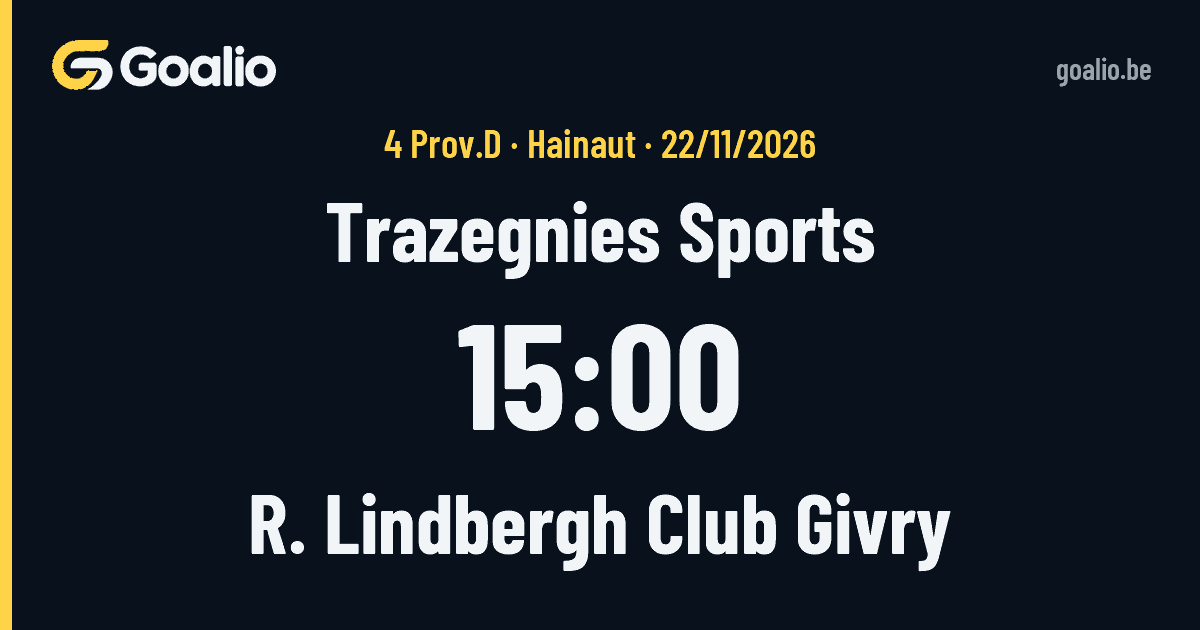 Goalio
goalio.be
4 Prov.D · Hainaut · 22/11/2026
Trazegnies Sports
15:00
R. Lindbergh Club Givry